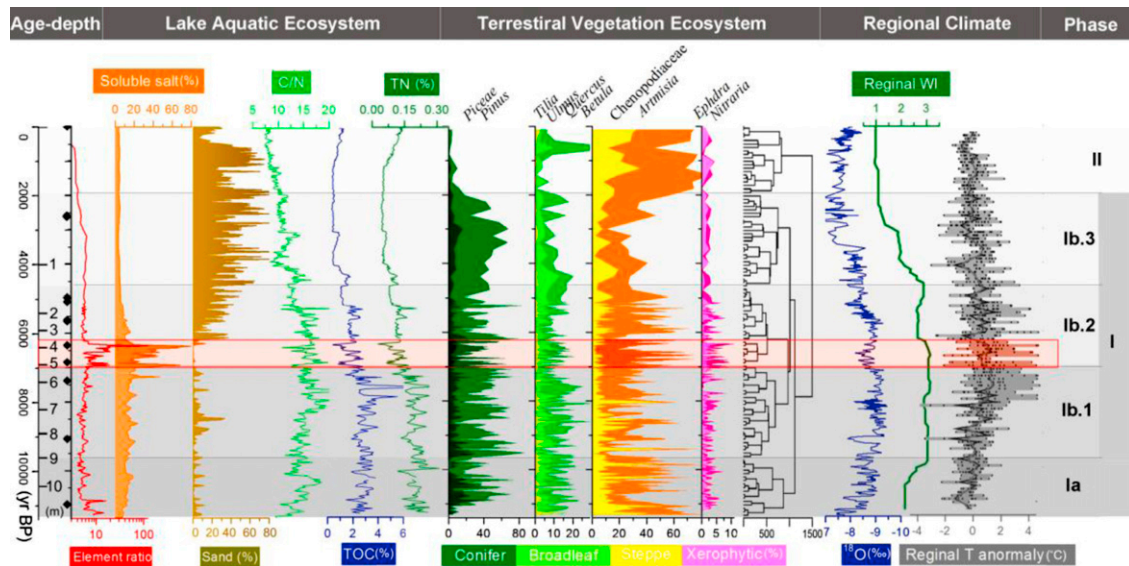 Age-depth Lake Aquatic Ecosystem Terrestiral Vegetation Ecosystem Regional Climate Phase
Soluble salt(%) C/N TN (%) Piceae Pinus Tilia Ulmus Quercus Betula Chenopodiaceae Artmisia Ephdra Nitraria Reginal WI
0 20 40 60 80 5 10 15 20 0.00 0.15 0.30 1 2 3
0 II
2000
Ib.3
4000 1
2 Ib.2
6000 3 I
4
5
6
8000 7 Ib.1
8
10000 9
10 Ia
(m)
(yr BP)
10 100 0 20 40 60 80 0 2 4 6 0 40 80 0 20 40 0 20 40 60 80 0 5 10 500 1500 7 -8 -9 -10 -4 -2 0 2 4
Element ratio Sand (%) TOC(%) Conifer Broadleaf Steppe Xerophytic(%) 18O(‰) Reginal T anormaly(℃)